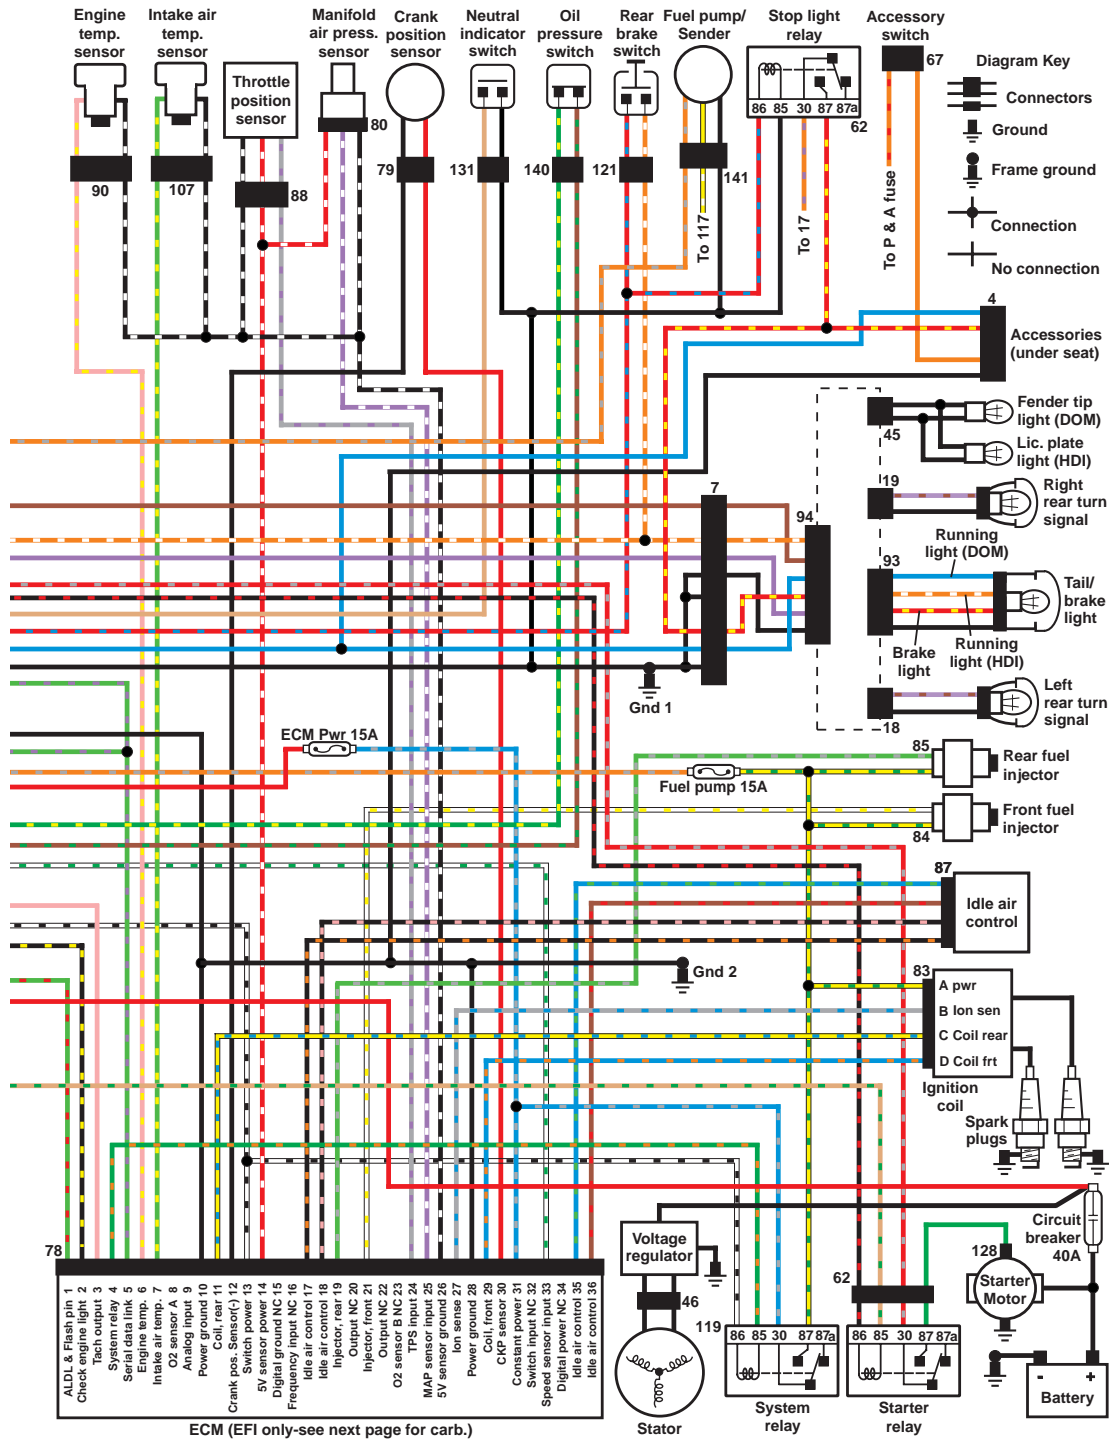 Engine
temp.
sensor
Intake air
temp.
sensor
Manifold
air press.
sensor
Crank
position
sensor
Neutral
indicator
switch
Oil
pressure
switch
Rear
brake
switch
Fuel pump/
Sender
Stop light
relay
Accessory
switch
Throttle
position
sensor
67
Diagram Key
Connectors
Ground
Frame ground
Connection
No connection
86 85 30 87 87a
62
80
90
107
88
79
131
140
121
141
To 117
To 17
To P & A fuse
4
Accessories
(under seat)
45
Fender tip
light (DOM)
Lic. plate
light (HDI)
7
94
19
Right
rear turn
signal
Running
light (DOM)
93
Tail/
brake
light
Brake
light
Running
light (HDI)
Gnd 1
18
Left
rear turn
signal
ECM Pwr 15A
Fuel pump 15A
85
Rear fuel
injector
84
Front fuel
injector
87
Idle air
control
Gnd 2
83
A pwr
B Ion sen
C Coil rear
D Coil frt
Ignition
coil
Spark
plugs
Circuit
breaker
40A
Voltage
regulator
46
Stator
128
Starter
Motor
62
119
86 85 30 87 87a
System
relay
86 85 30 87 87a
Starter
relay
- +
Battery
78
ALDL & Flash pin 1
Check engine light 2
Tach output 3
System relay 4
Serial data link 5
Engine temp. 6
Intake air temp. 7
O2 sensor A 8
Analog input 9
Power ground 10
Coil, rear 11
Crank pos. Sensor(-) 12
Switch power 13
5V sensor power 14
Digital ground NC 15
Frequency input NC 16
Idle air control 17
Idle air control 18
Injector, rear 19
Output NC 20
Injector, front 21
Output NC 22
O2 sensor B NC 23
TPS input 24
MAP sensor input 25
5V sensor ground 26
Ion sense 27
Power ground 28
Coil, front 29
CKP sensor 30
Constant power 31
Switch input NC 32
Speed sensor input 33
Digital power NC 34
Idle air control 35
Idle air control 36
ECM (EFI only-see next page for carb.)